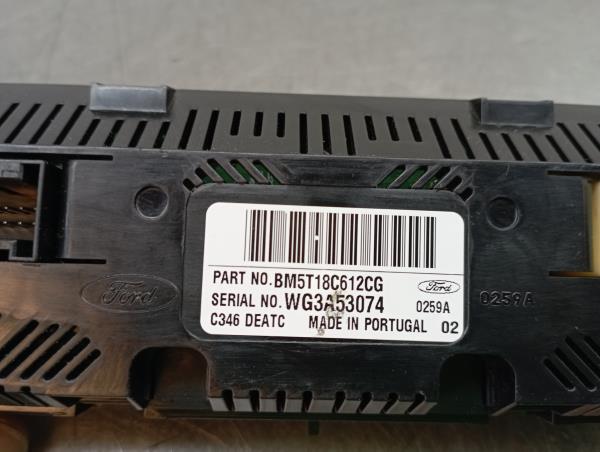 PART NO.BM5T18C612CG
Ford
SERIAL NO.WG3A53074
0259A
C346 DEATC MADE IN PORTUGAL 02
Ford
0259A